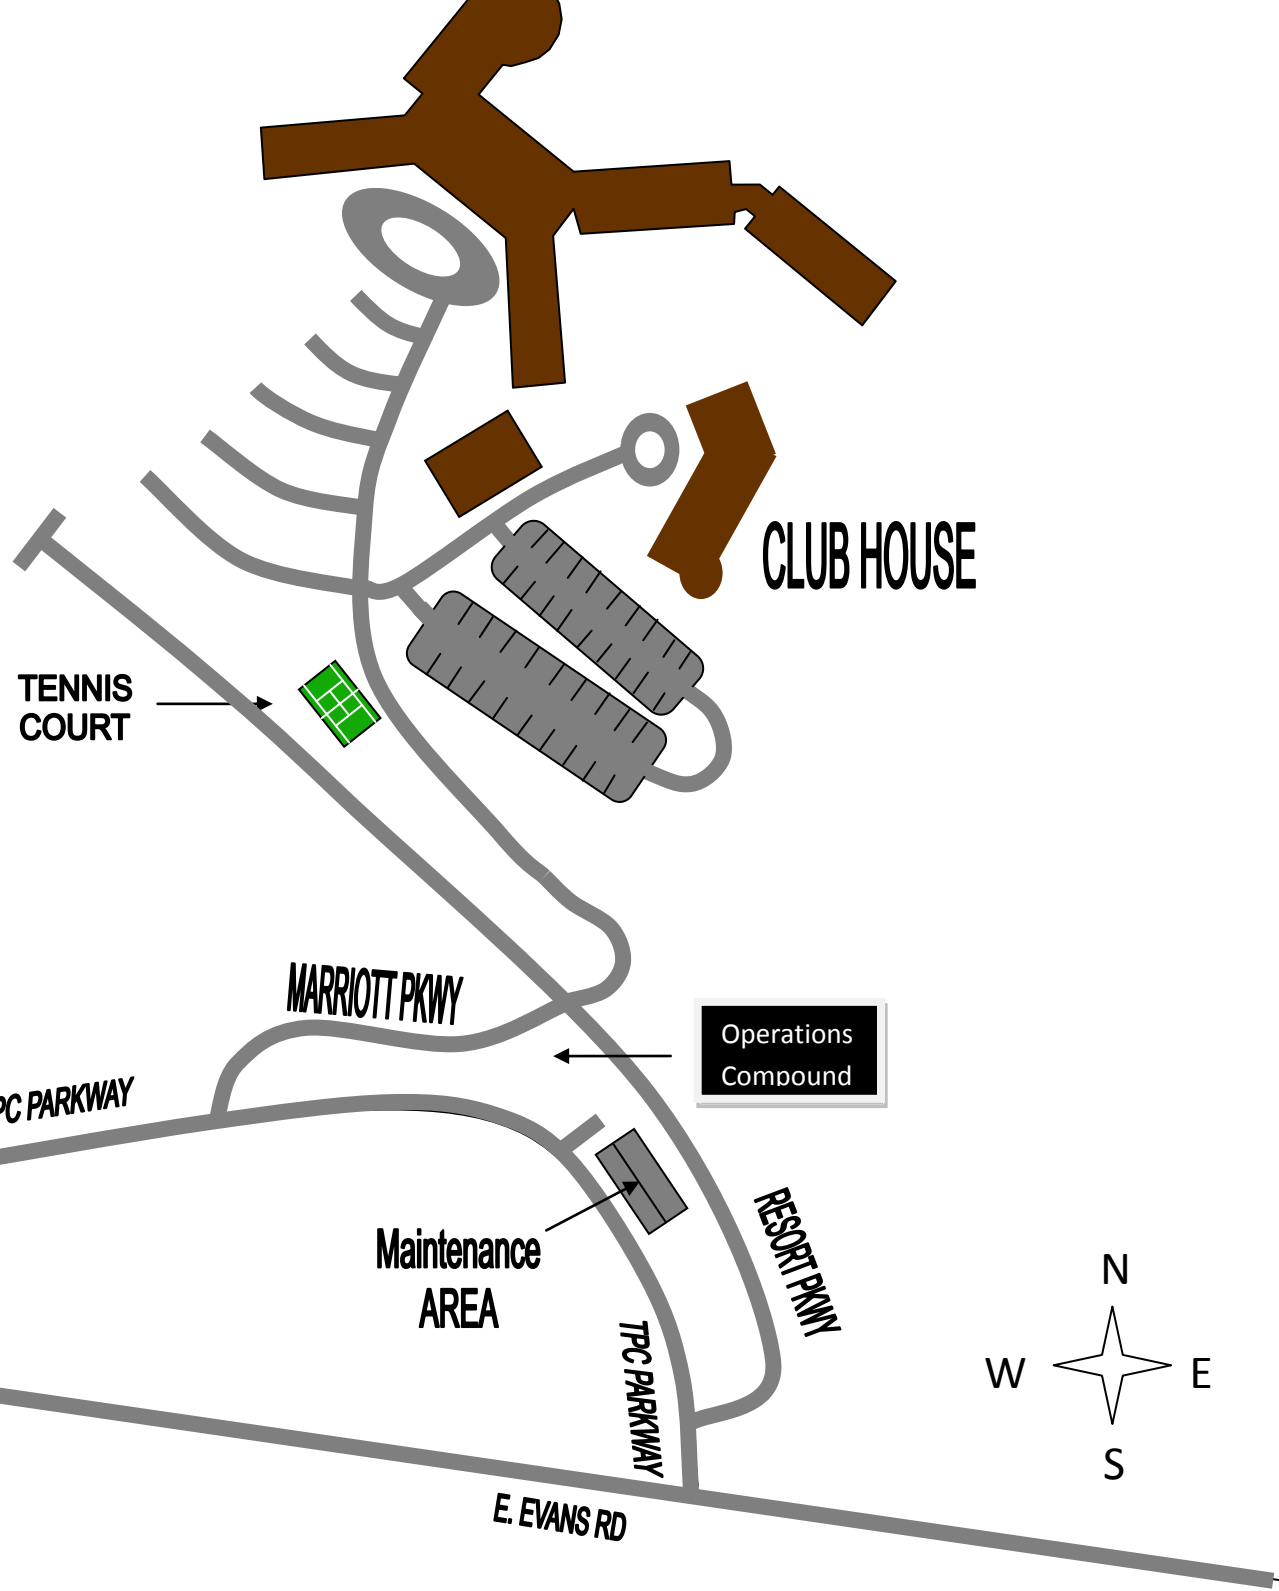 CLUB HOUSE
TENNIS
COURT
MARRIOTT PKWY
Operations
Compound
PC PARKWAY
RESORT PKWY
Maintenance
AREA
TPC PARKWAY
N
W
E
S
E. EVANS RD